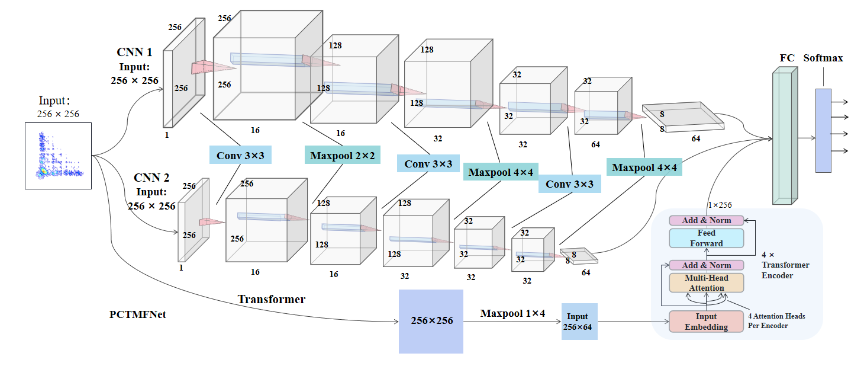 Input:
256 × 256
CNN 1
Input:
256 × 256
256
256
1
256
256
16
128
128
16
128
128
32
32
32
32
32
32
64
8
8
64
FC
Softmax
Conv 3×3
Maxpool 2×2
Conv 3×3
Maxpool 4×4
Conv 3×3
Maxpool 4×4
CNN 2
Input:
256 × 256
256
256
1
256
256
16
128
128
16
128
128
32
32
32
32
32
32
32
8
8
64
1×256
Add & Norm
Feed
Forward
Add & Norm
Multi-Head
Attention
Input
Embedding
4 ×
Transformer
Encoder
4 Attention Heads
Per Encoder
PCTMFNet
Transformer
256×256
Maxpool 1×4
Input
256×64